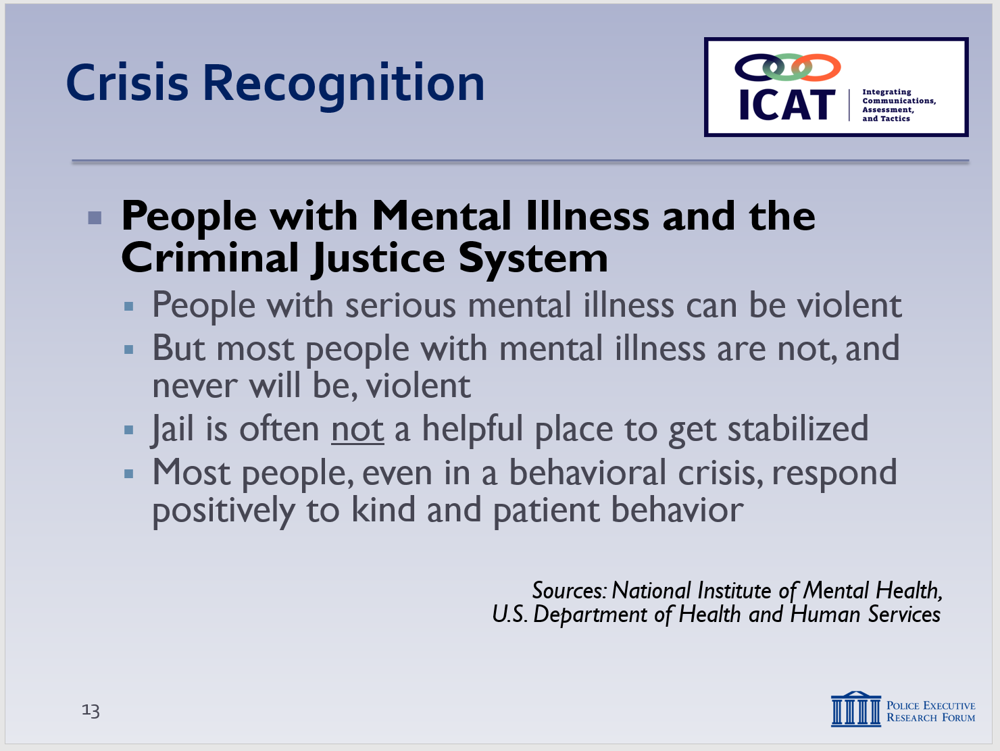 Crisis Recognition
ICAT
Integrating
Communications,
Assessment,
and Tactics
People with Mental Illness and the
Criminal Justice System
People with serious mental illness can be violent
But most people with mental illness are not, and
never will be, violent
Jail is often not a helpful place to get stabilized
Most people, even in a behavioral crisis, respond
positively to kind and patient behavior
Sources: National Institute of Mental Health,
U.S. Department of Health and Human Services
13
Police Executive
Research Forum